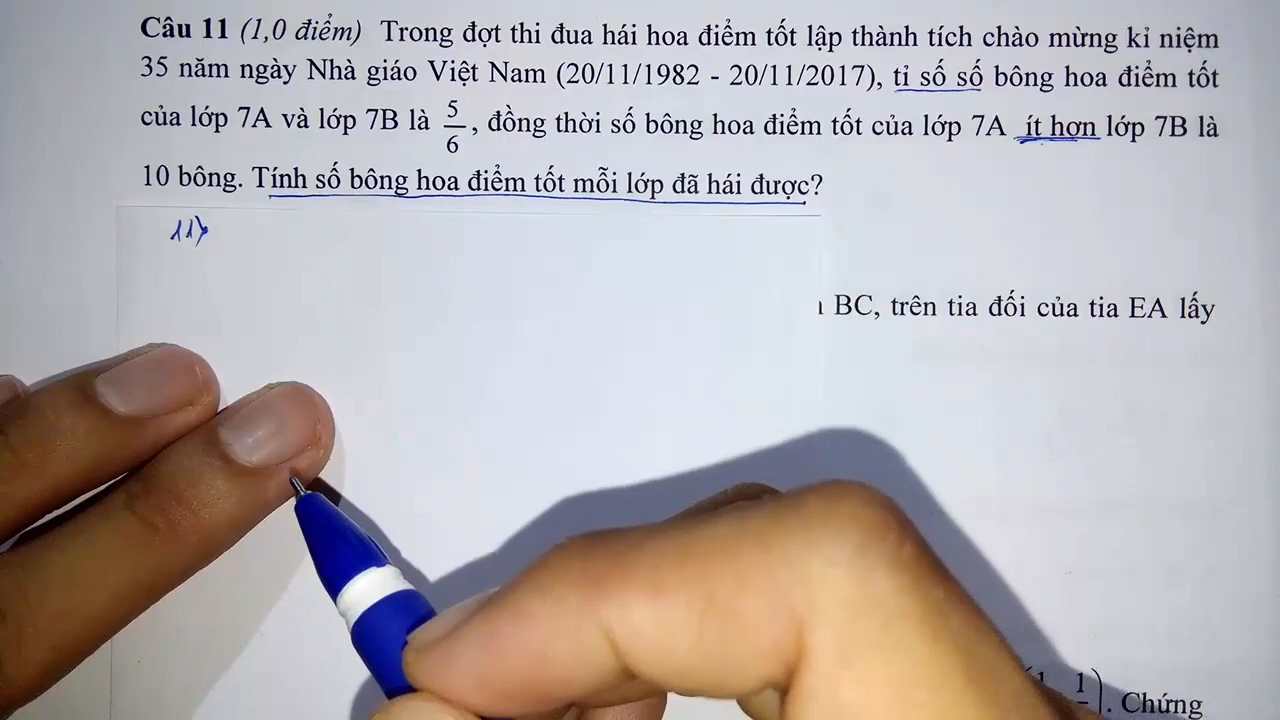 Câu 11 (1,0 điểm) Trong đợt thi đua hái hoa điểm tốt lập thành tích chào mừng kỉ niệm
35 năm ngày Nhà giáo Việt Nam (20/11/1982 - 20/11/2017), tỉ số số bông hoa điểm tốt
của lớp 7A và lớp 7B là 5/6, đồng thời số bông hoa điểm tốt của lớp 7A ít hơn lớp 7B là
10 bông. Tính số bông hoa điểm tốt mỗi lớp đã hái được?
11)
BC, trên tia đối của tia EA lấy
. Chứng